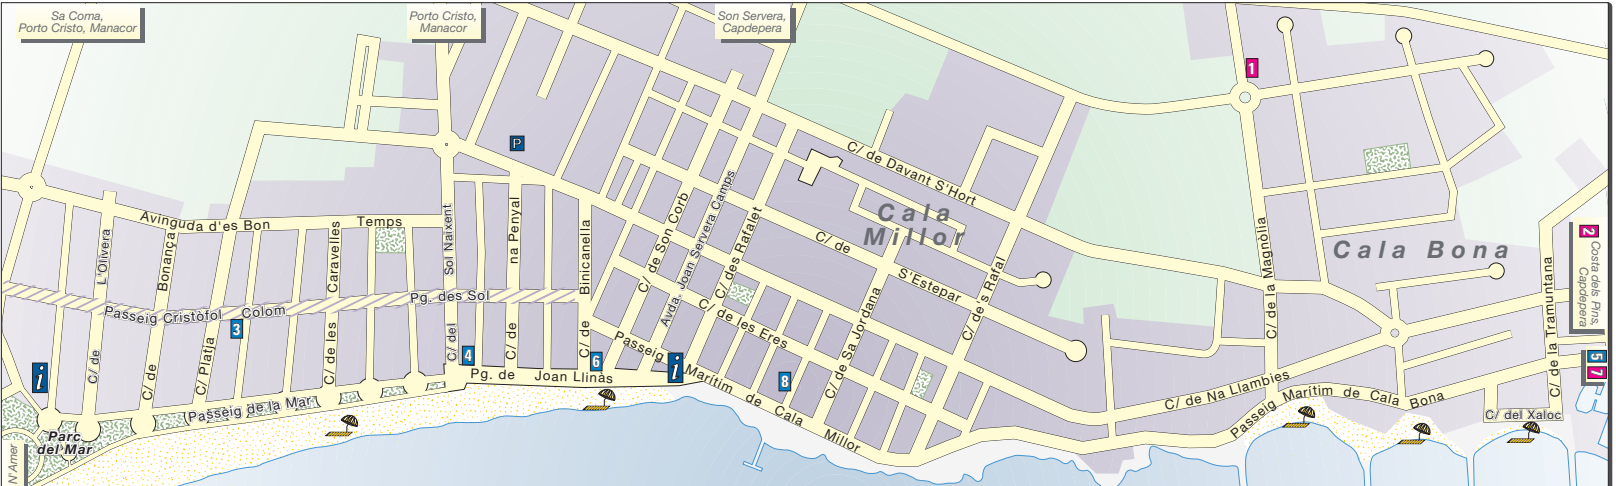 Sa Coma,
Porto Cristo, Manacor
Porto Cristo,
Manacor
Son Servera,
Capdepera
1
P
C/ de Davant S'Hort
Cala
Millor
Cala Bona
2
Costa dels Pins,
Capdepera
5
7
Avinguda d'es Bon Temps
L'Olivera
C/ de
Bonança
C/ de
C/ Platja
Caravelles
C/ de les
Sol Naixent
C/ del
na Penyal
C/ de
Binicanella
C/ de
C/ de Son Corb
Avda. Joan Servera Camps
C/ des Rafalet
C/ de S'Estepar
C/ de's Rafal
C/ de les Eres
C/ de Sa Jordana
C/ de la Magnòlia
C/ de la Tramuntana
Passeig Cristòfol Colom
Pg. des Sol
3
4
6
8
i
i
Pg. de Joan Llinàs
Passeig Marítim de Cala Millor
(Passeig de la Mar)
C/ de Na Llambies
Passeig Marítim de Cala Bona
C/ del Xaloc
Parc
del Mar
N'Amer